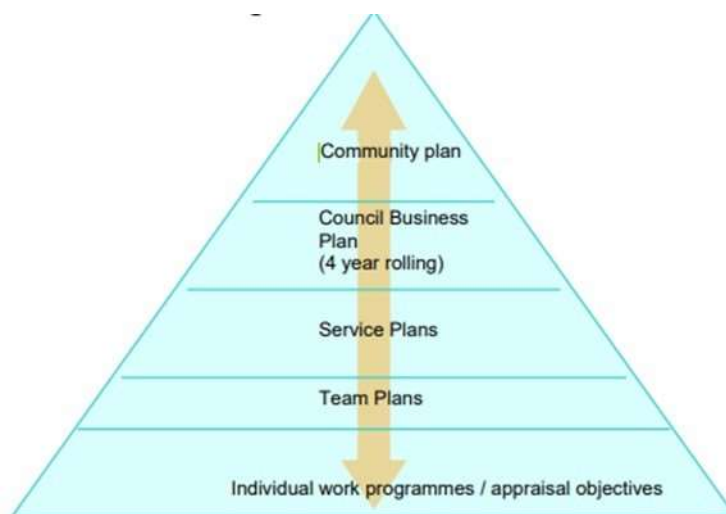 Community plan
Council Business
Plan
(4 year rolling)
Service Plans
Team Plans
Individual work programmes / appraisal objectives